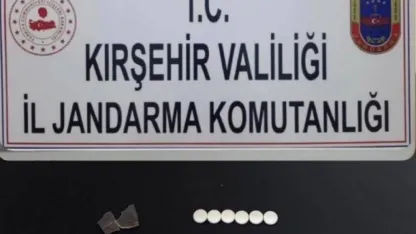 T.C.
KIRŞEHİR VALİLİĞİ
İL JANDARMA KOMUTANLIĞI